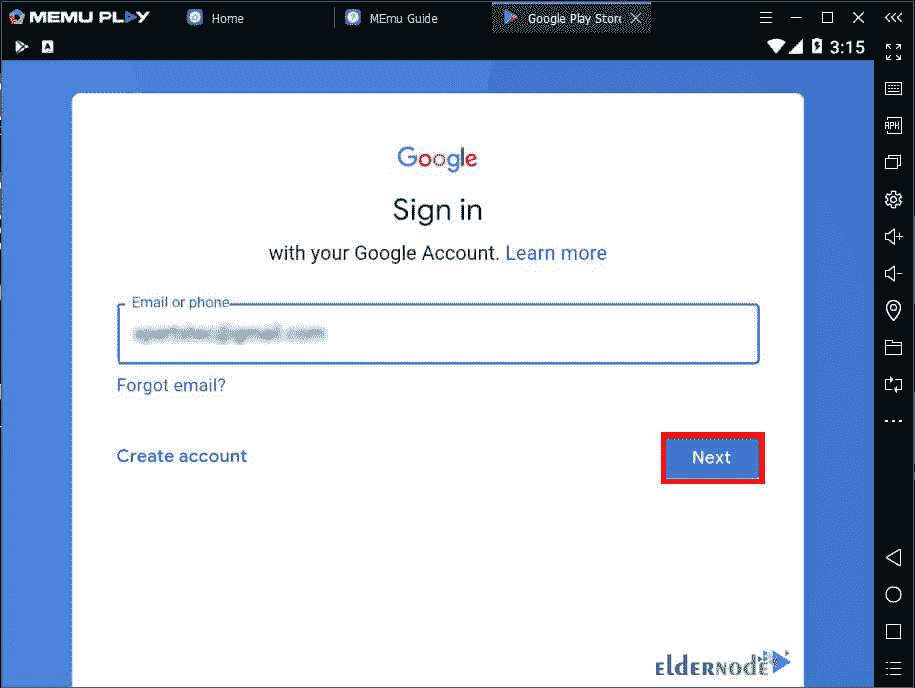 MEMU PLAY
Home
MEmu Guide
Google Play Store
3:15
APK
Google
Sign in
with your Google Account. Learn more
Email or phone
Forgot email?
Create account
Next
ELDERNODE